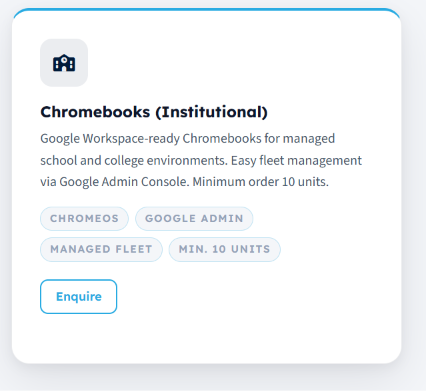 Chromebooks (Institutional)
Google Workspace-ready Chromebooks for managed
school and college environments. Easy fleet management
via Google Admin Console. Minimum order 10 units.
CHROMEOS GOOGLE ADMIN
MANAGED FLEET MIN. 10 UNITS
Enquire